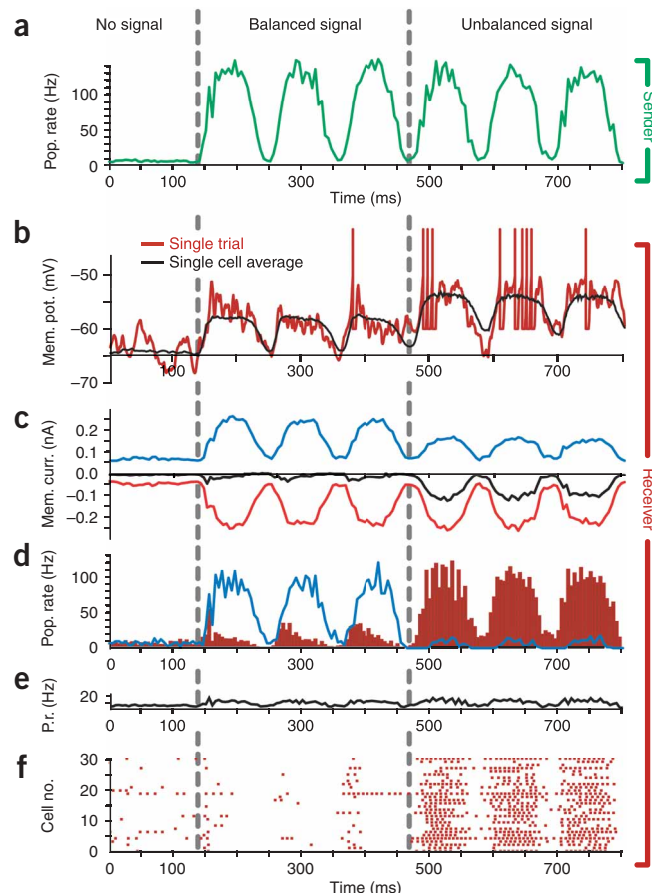 a
No signal
Balanced signal
Unbalanced signal
Pop. rate (Hz)
100
50
0
0
100
300
500
700
Time (ms)
Sender
b
Single trial
Single cell average
Mem. pot. (mV)
−50
−60
−70
0
100
300
500
700
c
Mem. curr. (nA)
0.2
0.1
0.0
−0.1
−0.2
d
Pop. rate (Hz)
100
50
0
0
100
300
500
700
e
P.r. (Hz)
20
0
100
300
500
700
f
Cell no.
30
20
10
0
0
100
300
500
700
Time (ms)
Receiver